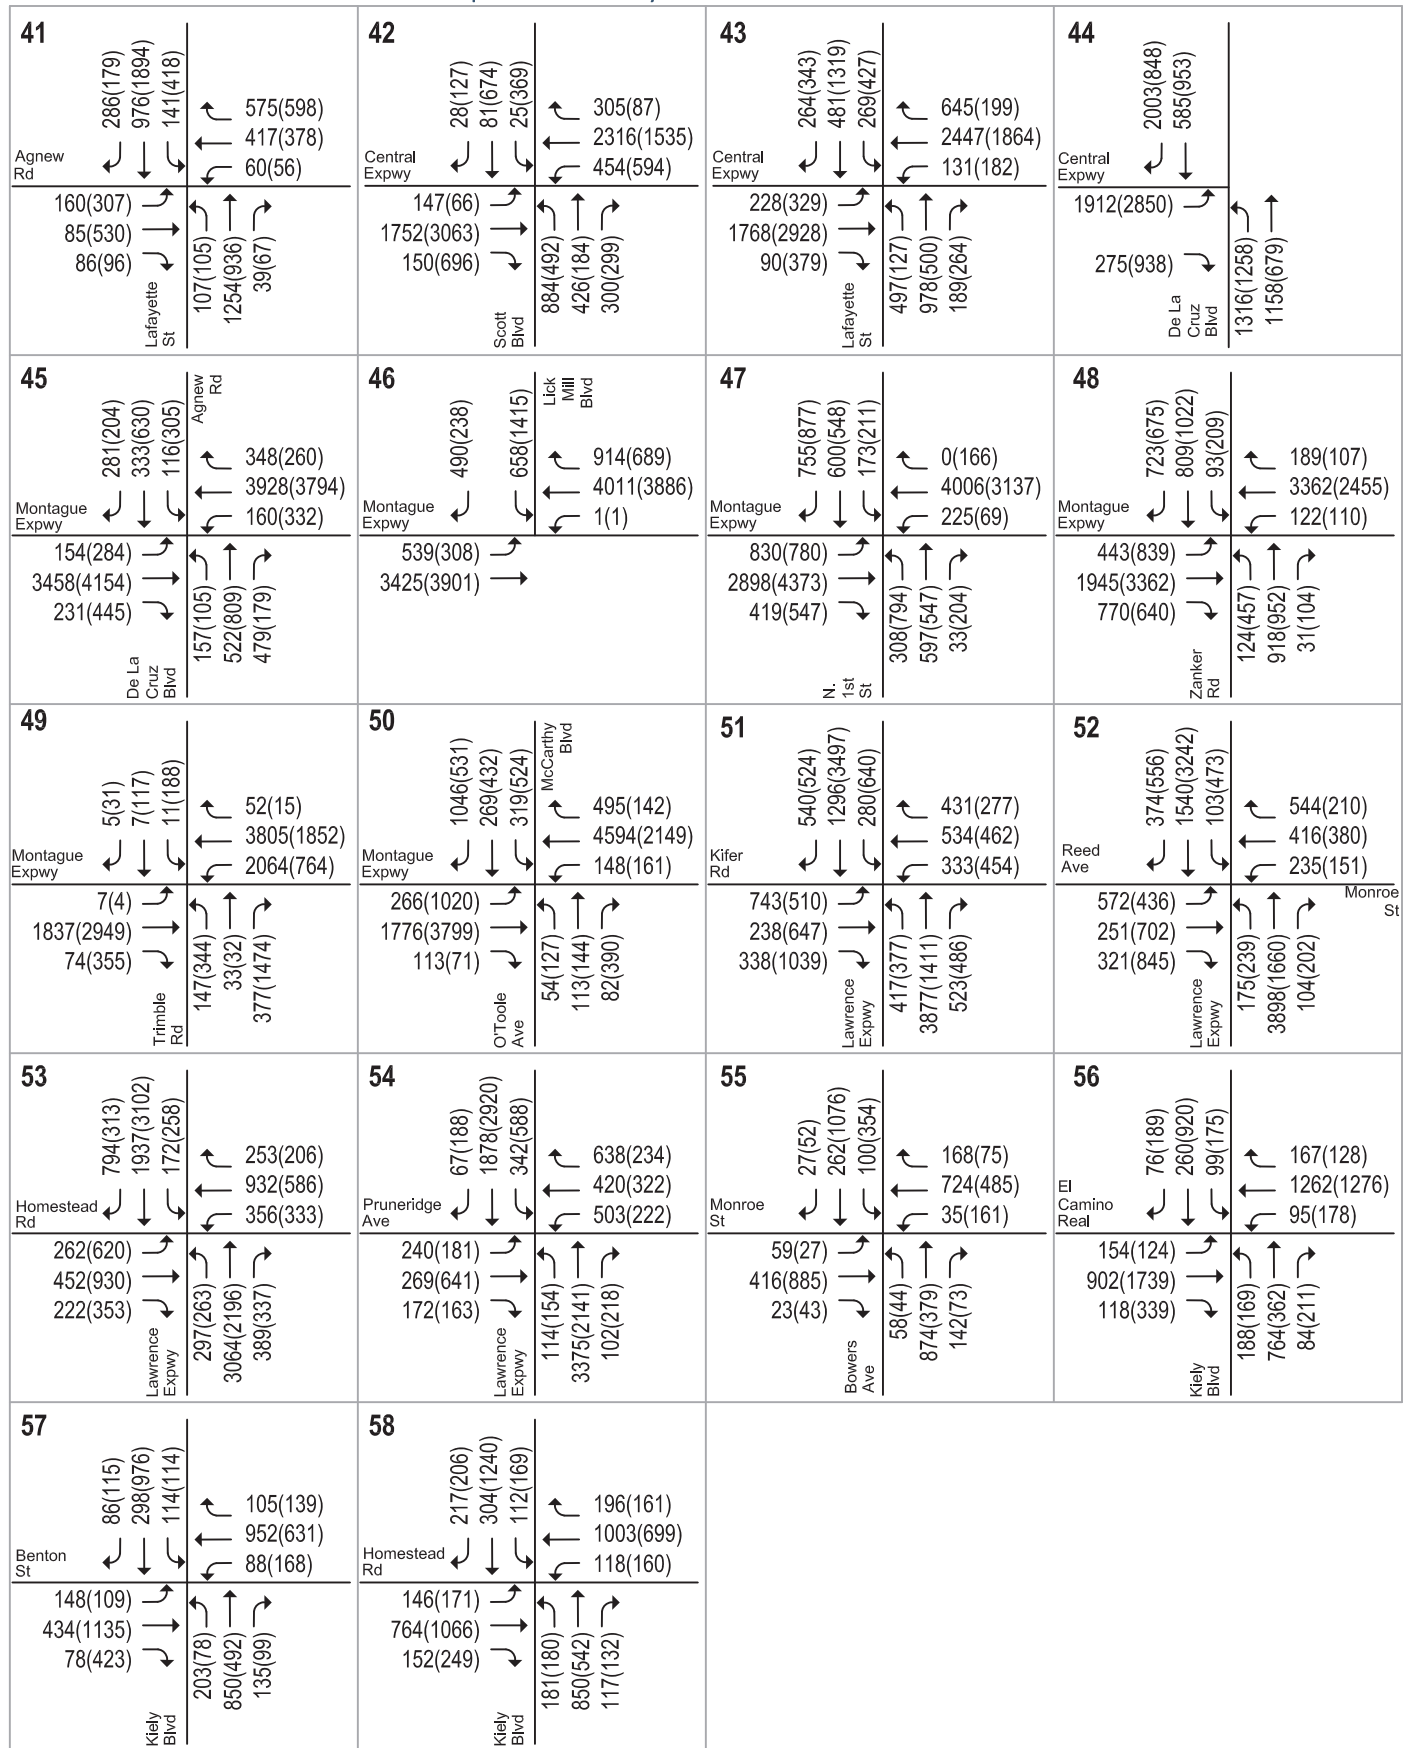 41
286(179)
976(1894)
141(418)
575(598)
417(378)
60(56)
Agnew
Rd
160(307)
85(530)
86(96)
107(105)
1254(936)
39(67)
Lafayette
St
42
28(127)
81(674)
25(369)
305(87)
2316(1535)
454(594)
Central
Expwy
147(66)
1752(3063)
150(696)
884(492)
426(184)
300(299)
Scott
Blvd
43
264(343)
481(1319)
269(427)
645(199)
2447(1864)
131(182)
Central
Expwy
228(329)
1768(2928)
90(379)
497(127)
978(500)
189(264)
Lafayette
St
44
2003(848)
585(953)
Central
Expwy
1912(2850)
275(938)
1316(1258)
1158(679)
De La
Cruz
Blvd
45
281(204)
333(630)
116(305)
Agnew
Rd
348(260)
3928(3794)
160(332)
Montague
Expwy
154(284)
3458(4154)
231(445)
157(105)
522(809)
479(179)
De La
Cruz
Blvd
46
490(238)
658(1415)
Lick
Mill
Blvd
914(689)
4011(3886)
1(1)
Montague
Expwy
539(308)
3425(3901)
47
755(877)
600(548)
173(211)
0(166)
4006(3137)
225(69)
Montague
Expwy
830(780)
2898(4373)
419(547)
308(794)
597(547)
33(204)
N.
1st
St
48
723(675)
809(1022)
93(209)
189(107)
3362(2455)
122(110)
Montague
Expwy
443(839)
1945(3362)
770(640)
124(457)
918(952)
31(104)
Zanker
Rd
49
5(31)
7(117)
11(188)
52(15)
3805(1852)
2064(764)
Montague
Expwy
7(4)
1837(2949)
74(355)
147(344)
33(32)
377(1474)
Trimble
Rd
50
1046(531)
269(432)
319(524)
McCarthy
Blvd
495(142)
4594(2149)
148(161)
Montague
Expwy
266(1020)
1776(3799)
113(71)
54(127)
113(144)
82(390)
O'Toole
Ave
51
540(524)
1296(3497)
280(640)
431(277)
534(462)
333(454)
Kifer
Rd
743(510)
238(647)
338(1039)
417(377)
3877(1411)
523(486)
Lawrence
Expwy
52
374(556)
1540(3242)
103(473)
544(210)
416(380)
235(151)
Reed
Ave
Monroe
St
572(436)
251(702)
321(845)
175(239)
3898(1660)
104(202)
Lawrence
Expwy
53
794(313)
1937(3102)
172(258)
253(206)
932(586)
356(333)
Homestead
Rd
262(620)
452(930)
222(353)
297(263)
3064(2196)
389(337)
Lawrence
Expwy
54
67(188)
1878(2920)
342(588)
638(234)
420(322)
503(222)
Pruneridge
Ave
240(181)
269(641)
172(163)
114(154)
3375(2141)
102(218)
Lawrence
Expwy
55
27(52)
262(1076)
100(354)
168(75)
724(485)
35(161)
Monroe
St
59(27)
416(885)
23(43)
58(44)
874(379)
142(73)
Bowers
Ave
56
76(189)
260(920)
99(175)
167(128)
1262(1276)
95(178)
El
Camino
Real
154(124)
902(1739)
118(339)
188(169)
764(362)
84(211)
Kiely
Blvd
57
86(115)
298(976)
114(114)
105(139)
952(631)
88(168)
Benton
St
148(109)
434(1135)
78(423)
203(78)
850(492)
135(99)
Kiely
Blvd
58
217(206)
304(1240)
112(169)
196(161)
1003(699)
118(160)
Homestead
Rd
146(171)
764(1066)
152(249)
181(180)
850(542)
117(132)
Kiely
Blvd